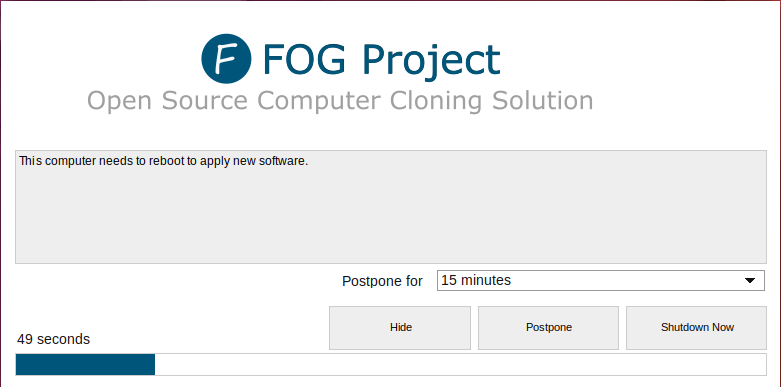 F FOG Project
Open Source Computer Cloning Solution
This computer needs to reboot to apply new software.
Postpone for 15 minutes
49 seconds
Hide Postpone Shutdown Now